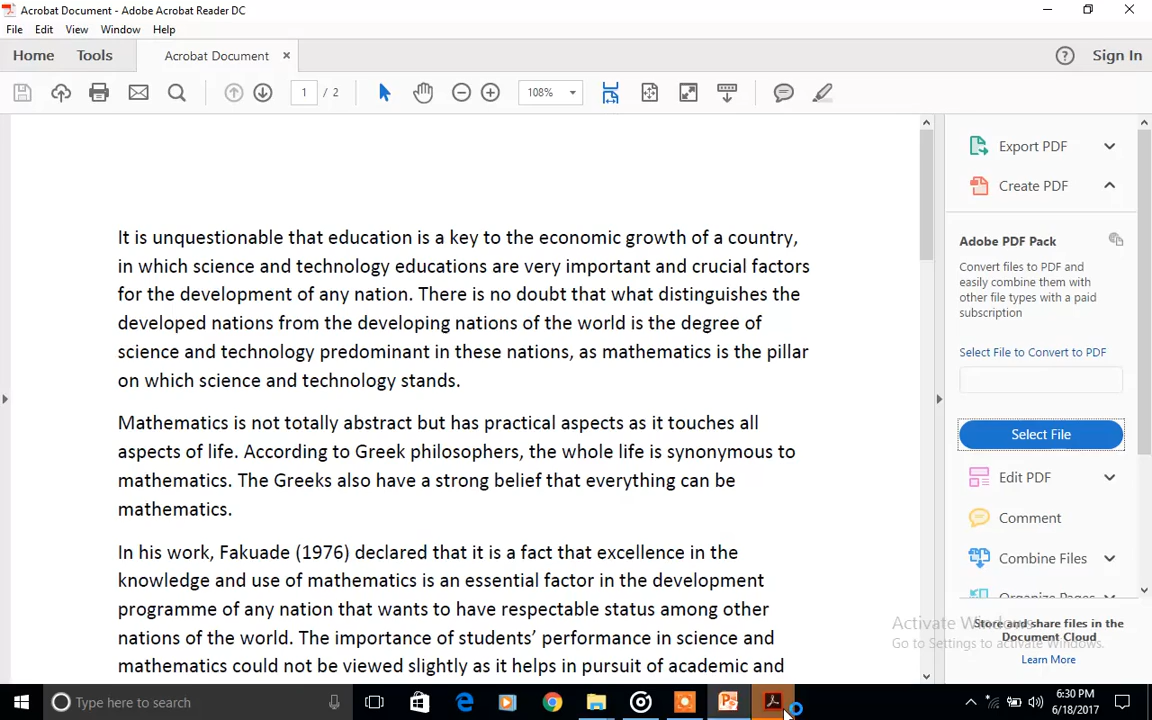 Acrobat Document - Adobe Acrobat Reader DC
File Edit View Window Help
Home Tools Acrobat Document × ? Sign In
1 / 2 108%
Export PDF
Create PDF
Adobe PDF Pack
Convert files to PDF and
easily combine them with
other file types with a paid
subscription
Select File to Convert to PDF
Select File
Edit PDF
Comment
Combine Files
Organize Pages
Store and share files in the
Document Cloud
Learn More
It is unquestionable that education is a key to the economic growth of a country,
in which science and technology educations are very important and crucial factors
for the development of any nation. There is no doubt that what distinguishes the
developed nations from the developing nations of the world is the degree of
science and technology predominant in these nations, as mathematics is the pillar
on which science and technology stands.
Mathematics is not totally abstract but has practical aspects as it touches all
aspects of life. According to Greek philosophers, the whole life is synonymous to
mathematics. The Greeks also have a strong belief that everything can be
mathematics.
In his work, Fakuade (1976) declared that it is a fact that excellence in the
knowledge and use of mathematics is an essential factor in the development
programme of any nation that wants to have respectable status among other
nations of the world. The importance of students’ performance in science and
mathematics could not be viewed slightly as it helps in pursuit of academic and
Activate Windows
Go to Settings to activate Windows.
Type here to search
6:30 PM
6/18/2017